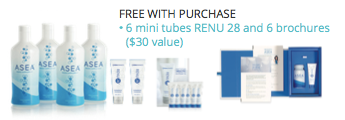 FREE WITH PURCHASE
• 6 mini tubes RENU 28 and 6 brochures
($30 value)
ASEA
ASEA